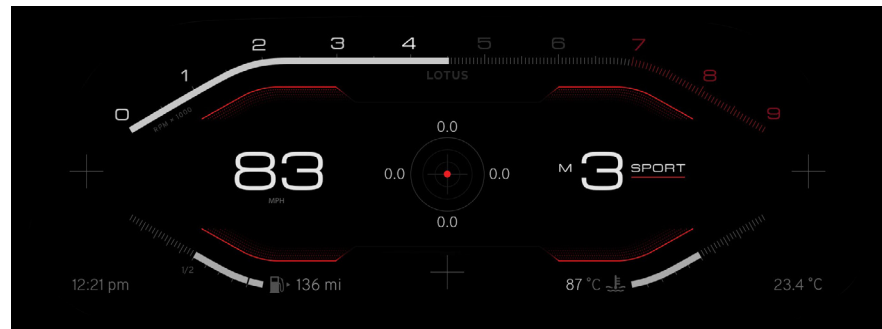 0 1 2 3 4 5 6 7 8 9
RPM × 1000
LOTUS
0.0
83
MPH
0.0 0.0
M 3 SPORT
0.0
1/2
12:21 pm
136 mi
87 °C
23.4 °C